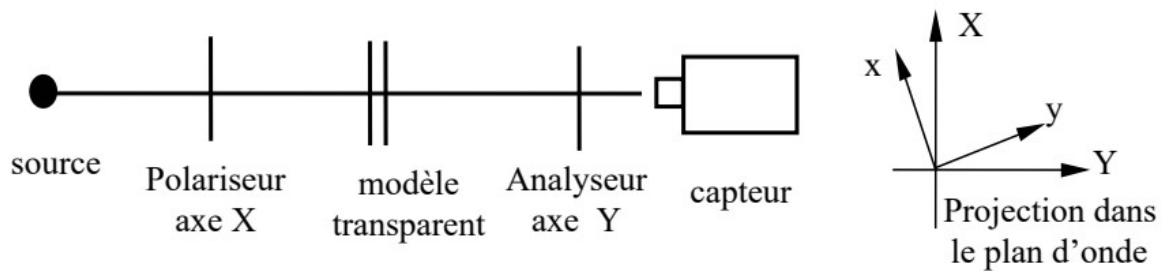 source
Polariseur
axe X
modèle
transparent
Analyseur
axe Y
capteur
X
x
y
Y
Projection dans
le plan d’onde